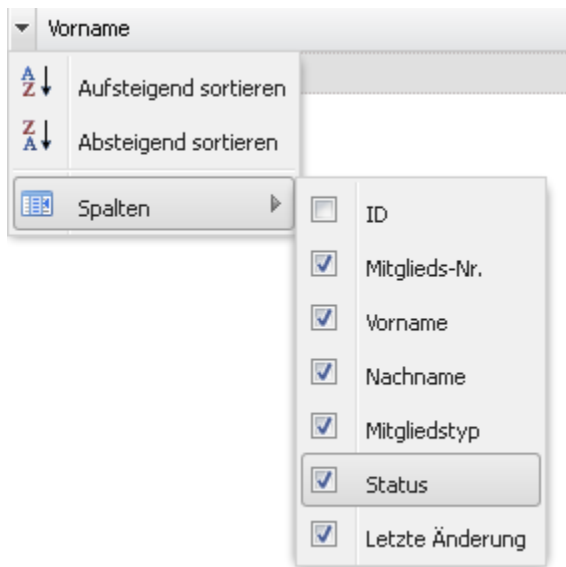 Vorname
Aufsteigend sortieren
Absteigend sortieren
Spalten
ID
Mitglieds-Nr.
Vorname
Nachname
Mitgliedstyp
Status
Letzte Änderung